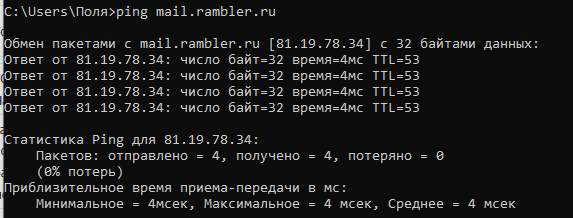 C:\Users\Поля>ping mail.rambler.ru
Обмен пакетами с mail.rambler.ru [81.19.78.34] с 32 байтами данных:
Ответ от 81.19.78.34: число байт=32 время=4мс TTL=53
Ответ от 81.19.78.34: число байт=32 время=4мс TTL=53
Ответ от 81.19.78.34: число байт=32 время=4мс TTL=53
Ответ от 81.19.78.34: число байт=32 время=4мс TTL=53
Статистика Ping для 81.19.78.34:
Пакетов: отправлено = 4, получено = 4, потеряно = 0
(0% потерь)
Приблизительное время приема-передачи в мс:
Минимальное = 4мсек, Максимальное = 4 мсек, Среднее = 4 мсек